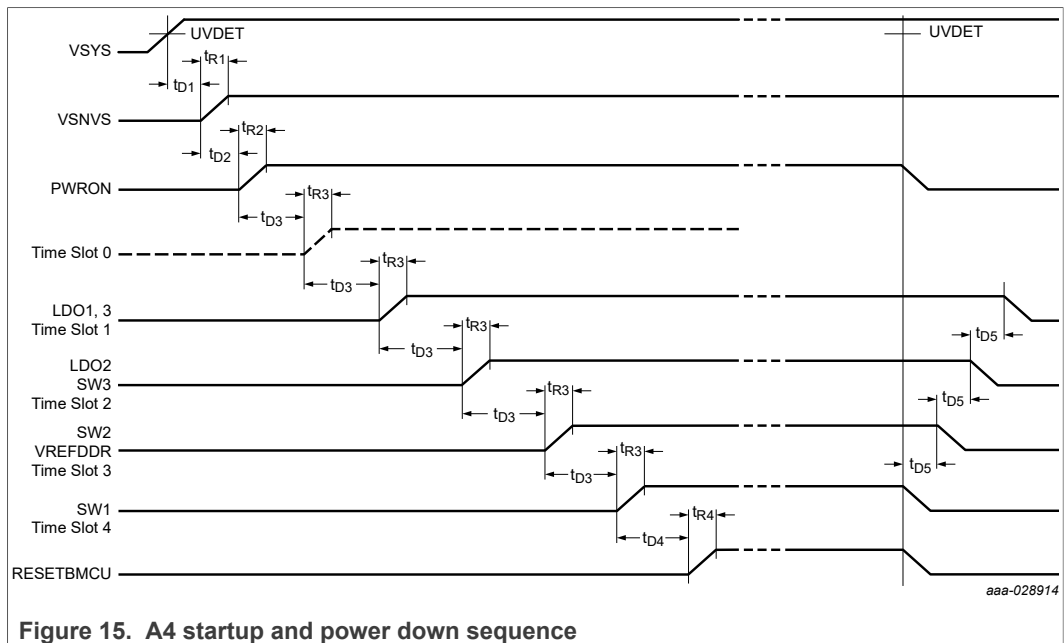 UVDET
UVDET
VSYS
tR1
tD1
VSNVS
tR2
tD2
PWRON
tR3
tD3
Time Slot 0
tR3
tD3
LDO1, 3
Time Slot 1
tR3
tD3
tD5
LDO2
SW3
Time Slot 2
tR3
tD3
tD5
SW2
VREFDDR
Time Slot 3
tR3
tD3
tD5
SW1
Time Slot 4
tR4
tD4
RESETBMCU
aaa-028914
Figure 15. A4 startup and power down sequence